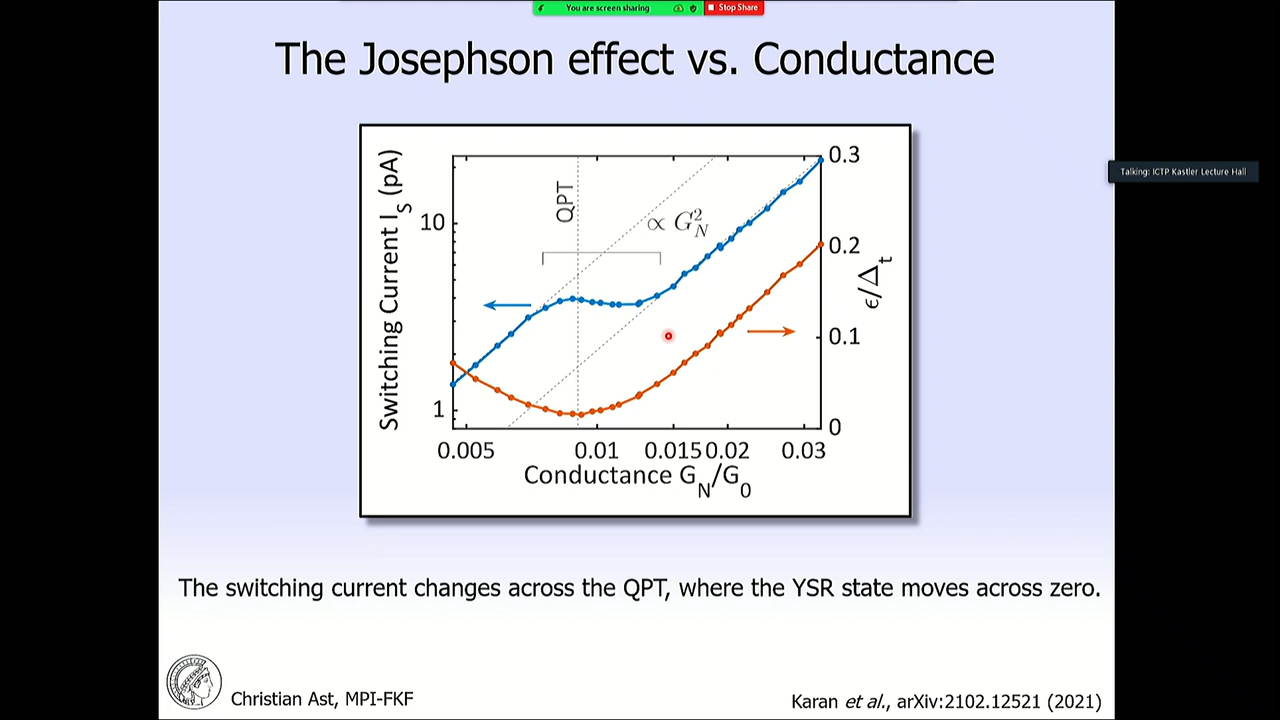 You are screen sharing
Stop Share
The Josephson effect vs. Conductance
Talking: ICTP Kastler Lecture Hall
Switching Current I_S (pA)
10
1
QPT
∝ G_N^2
0.3
0.2
0.1
0
ϵ/Δ_t
0.005 0.01 0.015 0.02 0.03
Conductance G_N/G_0
The switching current changes across the QPT, where the YSR state moves across zero.
Christian Ast, MPI-FKF
Karan et al., arXiv:2102.12521 (2021)